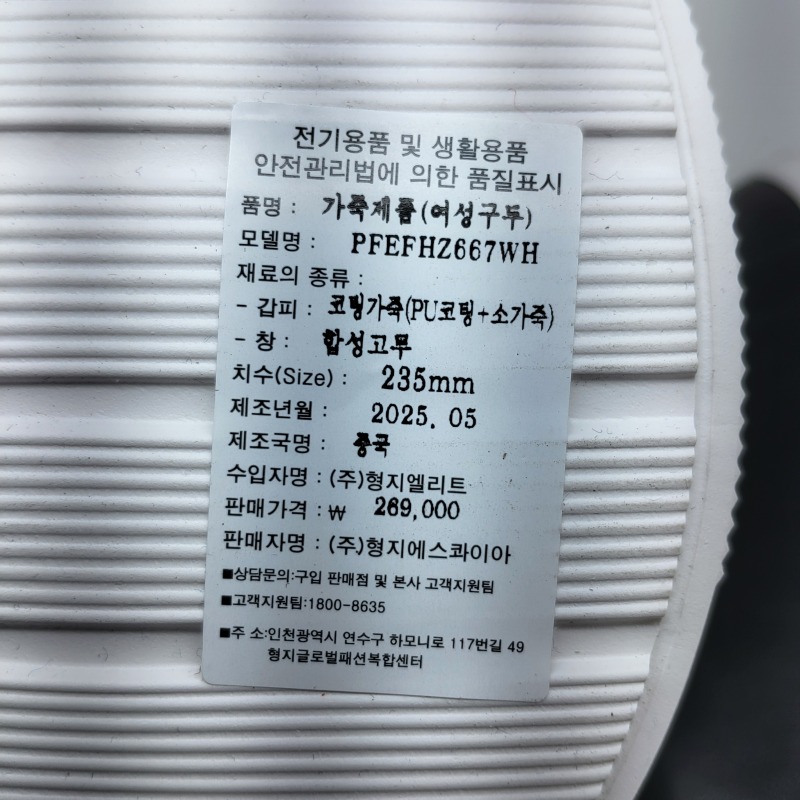 전기용품 및 생활용품
안전관리법에 의한 품질표시
품명 : 가죽제품(여성구두)
모델명 : PFEFHZ667WH
재료의 종류 :
- 갑피 : 코팅가죽(PU코팅+소가죽)
- 창 : 합성고무
치수(Size) : 235mm
제조년월 : 2025. 05
제조국명 : 중국
수입자명 : (주)형지엘리트
판매가격 : ₩ 269,000
판매자명 : (주)형지에스콰이아
■상담문의:구입 판매점 및 본사 고객지원팀
■고객지원팀:1800-8635
■주 소:인천광역시 연수구 하모니로 117번길 49
형지글로벌패션복합센터